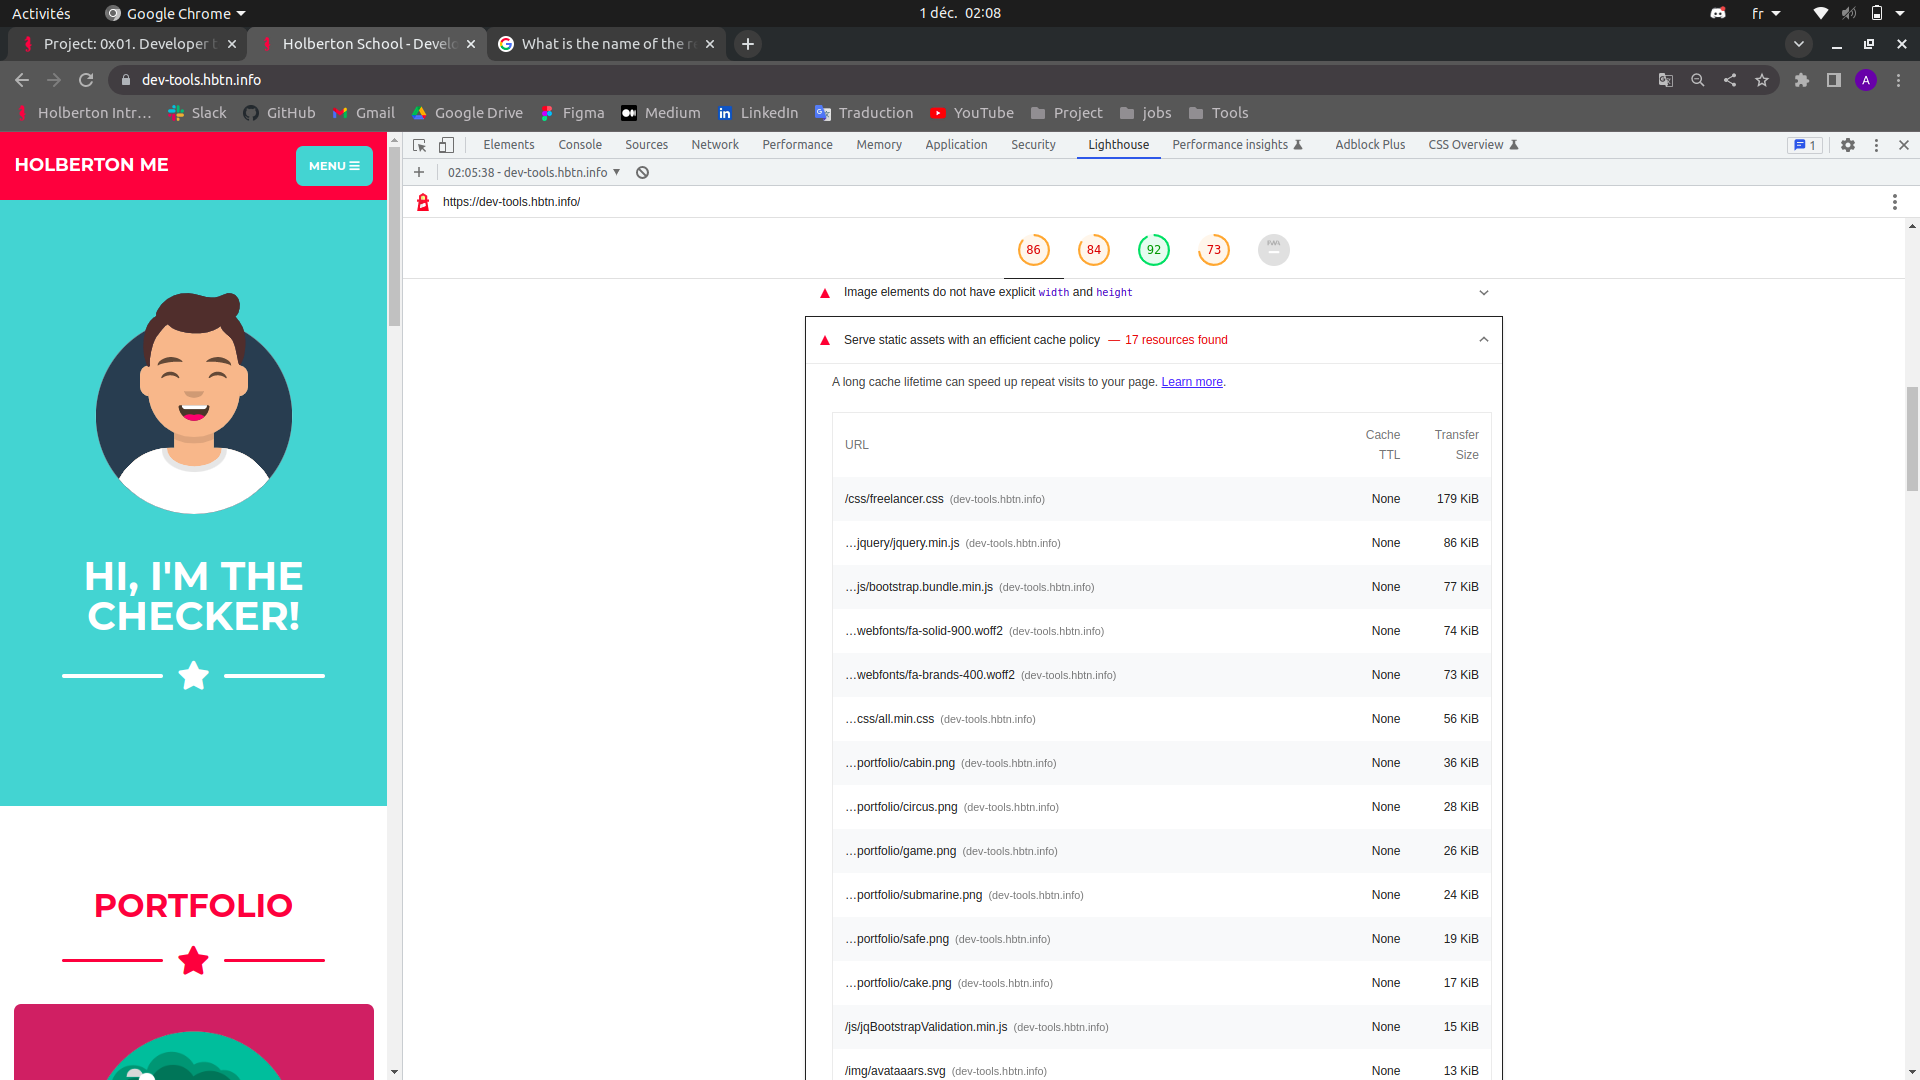 Activités
Google Chrome
1 déc. 02:08
fr
Project: 0x01. Developer t
Holberton School - Develo
What is the name of the r
dev-tools.hbtn.info
A
Holberton Intr...
Slack
GitHub
Gmail
Google Drive
Figma
Medium
LinkedIn
Traduction
YouTube
Project
jobs
Tools
HOLBERTON ME
MENU
HI, I'M THE
CHECKER!
PORTFOLIO
Elements
Console
Sources
Network
Performance
Memory
Application
Security
Lighthouse
Performance insights
Adblock Plus
CSS Overview
1
02:05:38 - dev-tools.hbtn.info
https://dev-tools.hbtn.info/
86
84
92
73
PWA
Image elements do not have explicit width and height
Serve static assets with an efficient cache policy — 17 resources found
A long cache lifetime can speed up repeat visits to your page. Learn more.
URL
Cache TTL
Transfer Size
/css/freelancer.css (dev-tools.hbtn.info) None 179 KiB
…jquery/jquery.min.js (dev-tools.hbtn.info) None 86 KiB
…js/bootstrap.bundle.min.js (dev-tools.hbtn.info) None 77 KiB
…webfonts/fa-solid-900.woff2 (dev-tools.hbtn.info) None 74 KiB
…webfonts/fa-brands-400.woff2 (dev-tools.hbtn.info) None 73 KiB
…css/all.min.css (dev-tools.hbtn.info) None 56 KiB
…portfolio/cabin.png (dev-tools.hbtn.info) None 36 KiB
…portfolio/circus.png (dev-tools.hbtn.info) None 28 KiB
…portfolio/game.png (dev-tools.hbtn.info) None 26 KiB
…portfolio/submarine.png (dev-tools.hbtn.info) None 24 KiB
…portfolio/safe.png (dev-tools.hbtn.info) None 19 KiB
…portfolio/cake.png (dev-tools.hbtn.info) None 17 KiB
/js/jqBootstrapValidation.min.js (dev-tools.hbtn.info) None 15 KiB
/img/avataaars.svg (dev-tools.hbtn.info) None 13 KiB